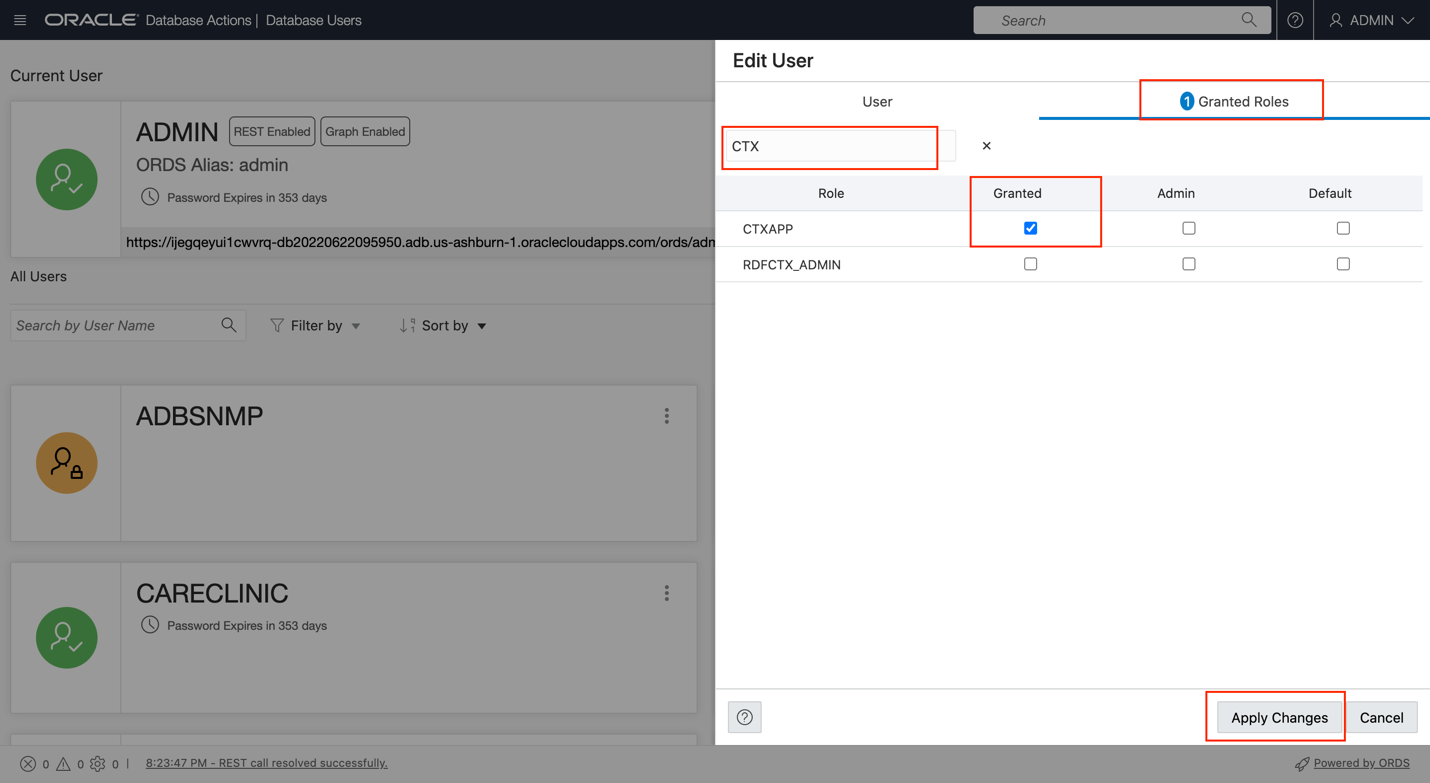 ORACLE Database Actions | Database Users
Search
ADMIN
Current User
ADMIN REST Enabled Graph Enabled
ORDS Alias: admin
Password Expires in 353 days
https://ijegqeyui1cwvrq-db20220622095950.adb.us-ashburn-1.oraclecloudapps.com/ords/adm
All Users
Search by User Name
Filter by
Sort by
ADBSNMP
CARECLINIC
Password Expires in 353 days
Edit User
User
1 Granted Roles
CTX
Role Granted Admin Default
CTXAPP
RDFCTX_ADMIN
Apply Changes
Cancel
0 0 0 | 8:23:47 PM - REST call resolved successfully.
Powered by ORDS